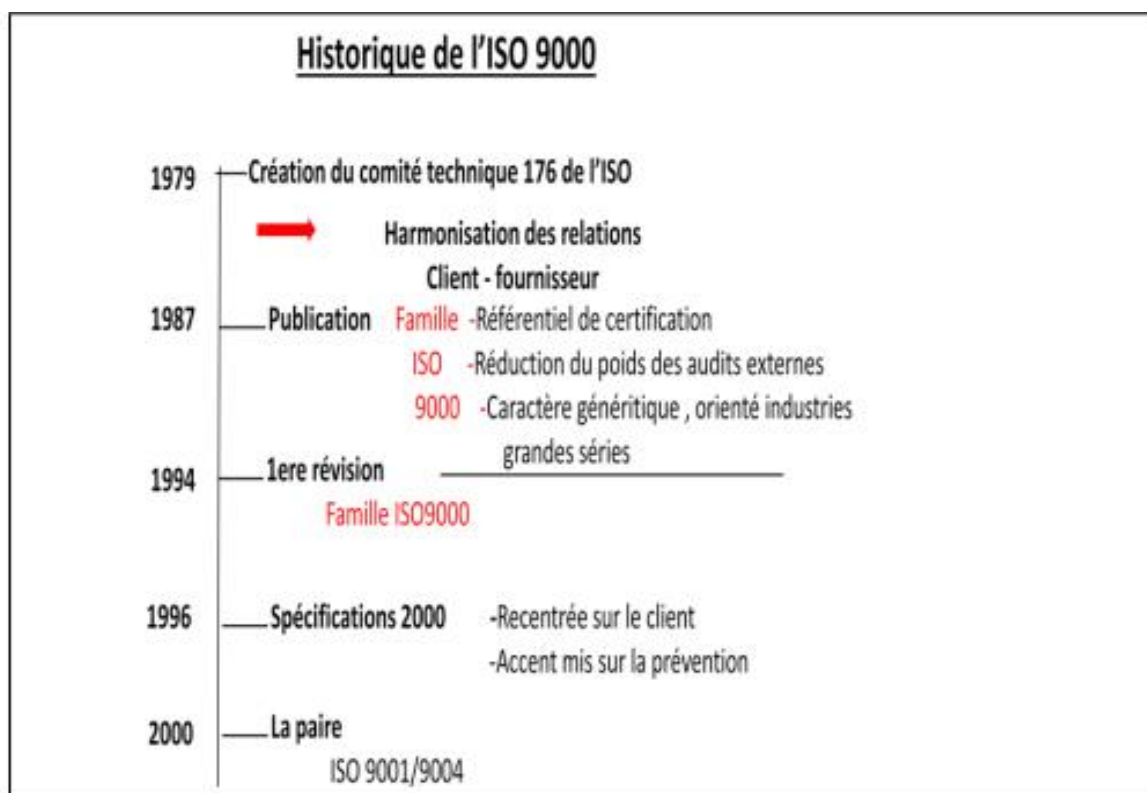 Historique de l'ISO 9000
1979 Création du comité technique 176 de l'ISO
Harmonisation des relations
Client - fournisseur
1987 Publication Famille -Référentiel de certification
ISO -Réduction du poids des audits externes
9000 -Caractère généritique , orienté industries
grandes séries
1994 1ere révision
Famille ISO9000
1996 Spécifications 2000 -Recentrée sur le client
-Accent mis sur la prévention
2000 La paire
ISO 9001/9004